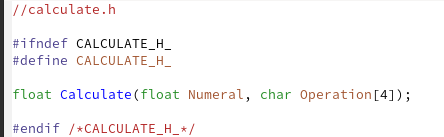 //calculate.h
#ifndef CALCULATE_H_
#define CALCULATE_H_
float Calculate(float Numeral, char Operation[4]);
#endif /*CALCULATE_H_*/